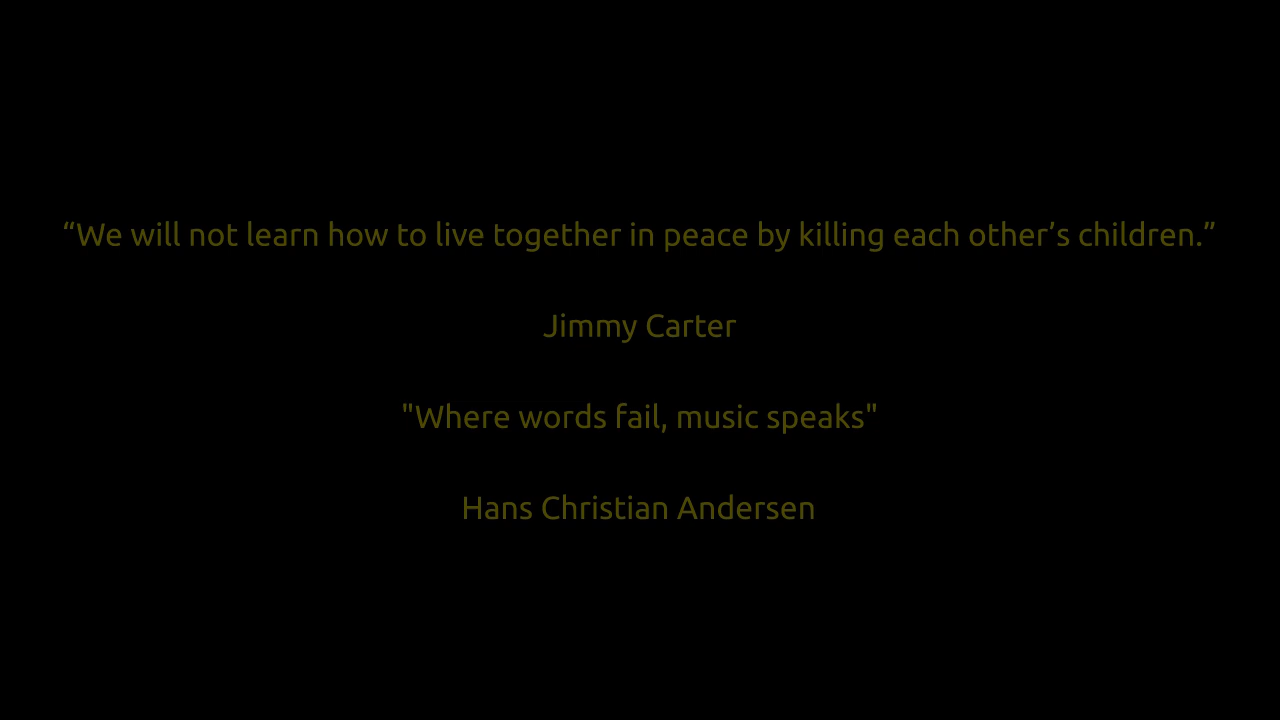 “We will not learn how to live together in peace by killing each other’s children.”
Jimmy Carter
"Where words fail, music speaks"
Hans Christian Andersen